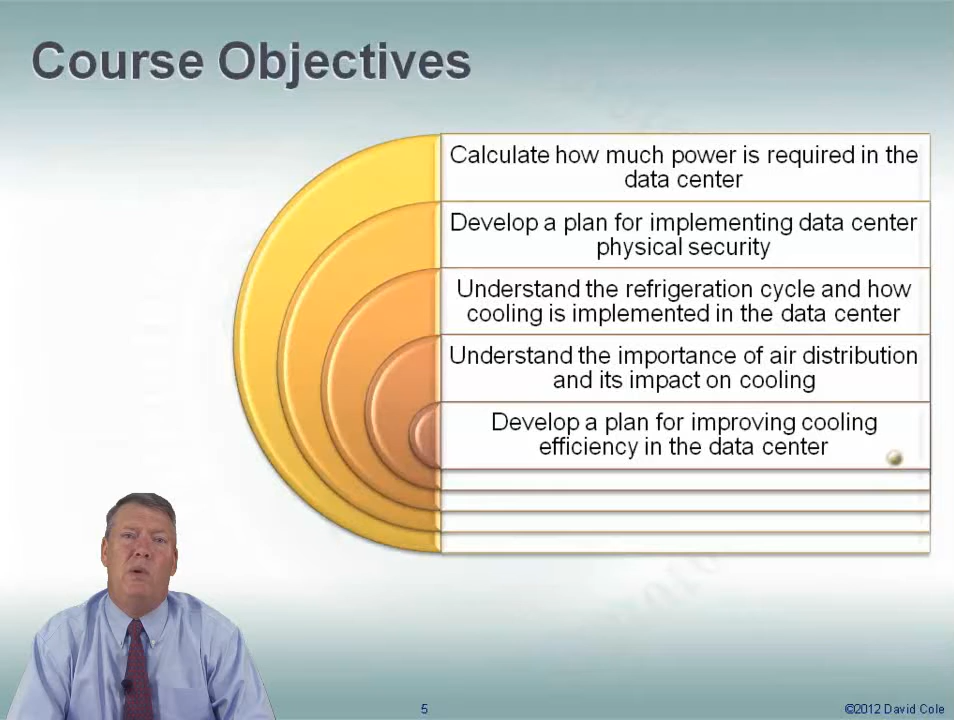 Course Objectives
Calculate how much power is required in the
data center
Develop a plan for implementing data center
physical security
Understand the refrigeration cycle and how
cooling is implemented in the data center
Understand the importance of air distribution
and its impact on cooling
Develop a plan for improving cooling
efficiency in the data center
5
©2012 David Cole